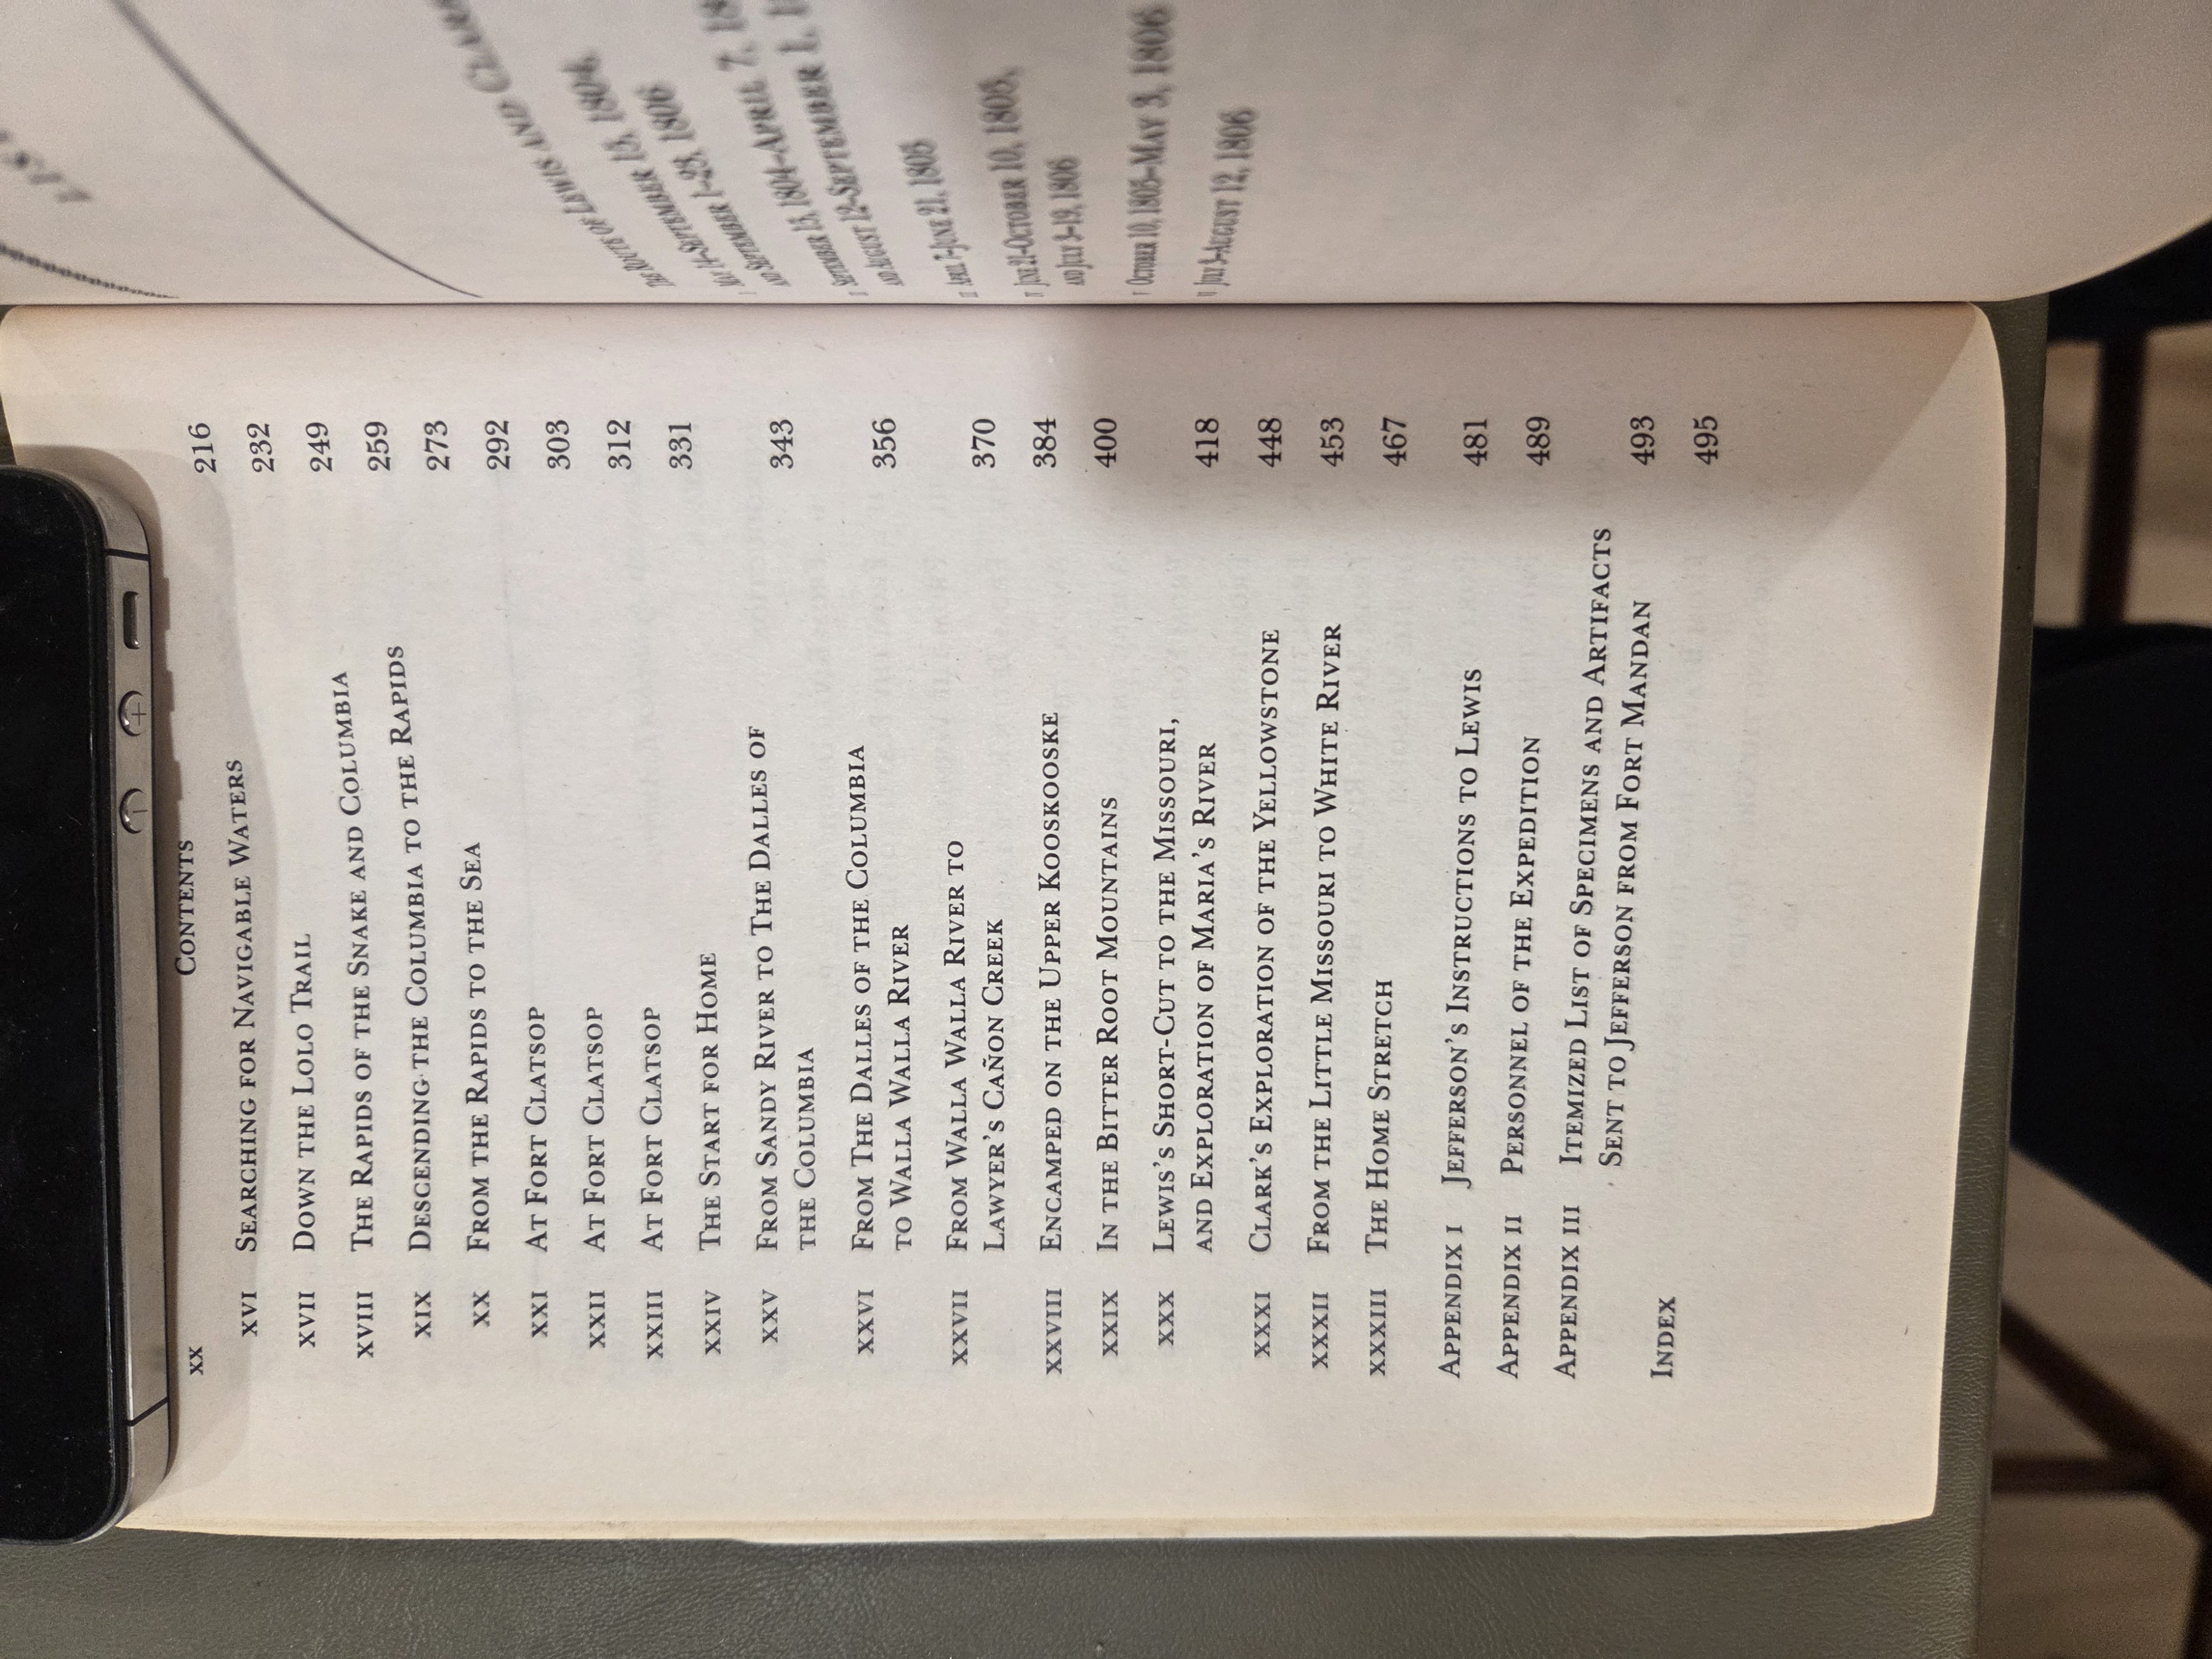 xx Contents
XVI Searching for Navigable Waters 216
XVII Down the Lolo Trail 232
XVIII The Rapids of the Snake and Columbia 249
XIX Descending the Columbia to the Rapids 259
XX From the Rapids to the Sea 273
XXI At Fort Clatsop 292
XXII At Fort Clatsop 303
XXIII At Fort Clatsop 312
XXIV The Start for Home 331
XXV From Sandy River to The Dalles of
the Columbia 343
XXVI From The Dalles of the Columbia
to Walla Walla River 356
XXVII From Walla Walla River to
Lawyer's Cañon Creek 370
XXVIII Encamped on the Upper Kooskooske 384
XXIX In the Bitter Root Mountains 400
XXX Lewis's Short-Cut to the Missouri,
and Exploration of Maria's River 418
XXXI Clark's Exploration of the Yellowstone 448
XXXII From the Little Missouri to White River 453
XXXIII The Home Stretch 467
Appendix I Jefferson's Instructions to Lewis 481
Appendix II Personnel of the Expedition 489
Appendix III Itemized List of Specimens and Artifacts
Sent to Jefferson from Fort Mandan 493
Index 495
The Route of Lewis and Clark
May 14–September 13, 1804,
and September 1–23, 1806
September 13, 1804–April 7,
and August 12–September 1,
April 7–June 21, 1805
June 21–October 10, 1805,
and July 3–19, 1806
October 10, 1805–May 3, 1806
July 3–August 12, 1806